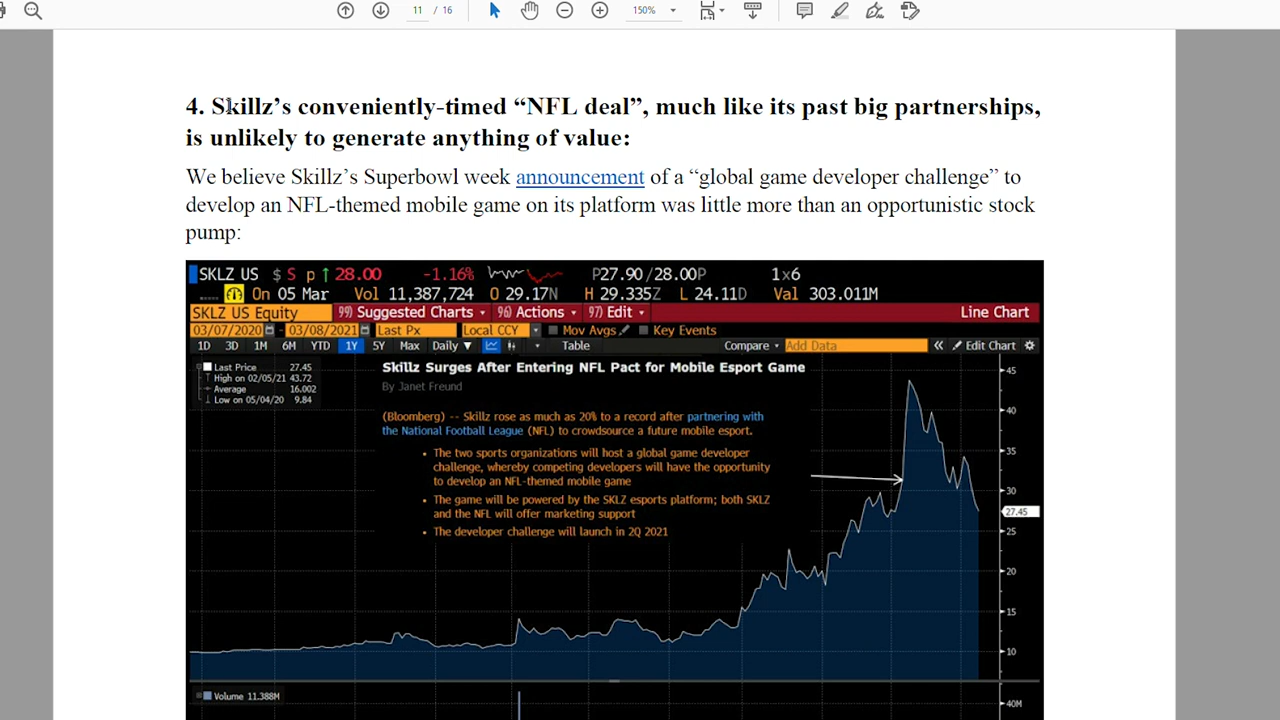 11 / 16
150%
4. Skillz’s conveniently-timed “NFL deal”, much like its past big partnerships,
is unlikely to generate anything of value:
We believe Skillz’s Superbowl week announcement of a “global game developer challenge” to
develop an NFL-themed mobile game on its platform was little more than an opportunistic stock
pump:
SKLZ US $ S p ↑ 28.00 -1.16% P27.90/28.00P 1x6
On 05 Mar Vol 11,387,724 O 29.17N H 29.335Z L 24.11D Val 303.011M
SKLZ US Equity 99) Suggested Charts 96) Actions 97) Edit Line Chart
03/07/2020 - 03/08/2021 Last Px Local CCY Mov Avgs Key Events
1D 3D 1M 6M YTD 1Y 5Y Max Daily ▼ Table Compare Add Data « Edit Chart
Last Price 27.45
High on 02/05/21 43.72
Average 16.002
Low on 05/04/20 9.84
Skillz Surges After Entering NFL Pact for Mobile Esport Game
By Janet Freund
(Bloomberg) -- Skillz rose as much as 20% to a record after partnering with
the National Football League (NFL) to crowdsource a future mobile esport.
• The two sports organizations will host a global game developer
challenge, whereby competing developers will have the opportunity
to develop an NFL-themed mobile game
• The game will be powered by the SKLZ esports platform; both SKLZ
and the NFL will offer marketing support
• The developer challenge will launch in 2Q 2021
45
40
35
30
27.45
25
20
15
10
Volume 11.388M
40M